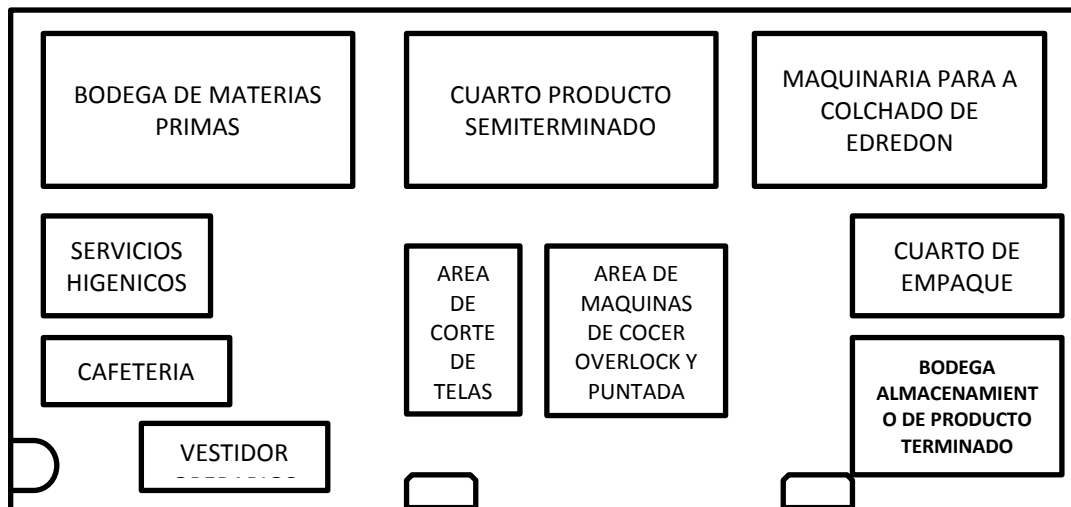 BODEGA DE MATERIAS
PRIMAS
CUARTO PRODUCTO
SEMITERMINADO
MAQUINARIA PARA A
COLCHADO DE
EDREDON
SERVICIOS
HIGENICOS
AREA
DE
CORTE
DE
TELAS
AREA DE
MAQUINAS
DE COCER
OVERLOCK Y
PUNTADA
CUARTO DE
EMPAQUE
CAFETERIA
BODEGA
ALMACENAMIENT
O DE PRODUCTO
TERMINADO
VESTIDOR